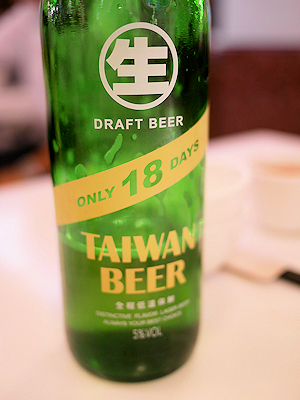 生
DRAFT BEER
ONLY 18 DAYS
TAIWAN
BEER
全程低溫保鮮
DISTINCTIVE FLAVOR LAGER BEER
ALWAYS YOUR BEST CHOICE
5%VOL